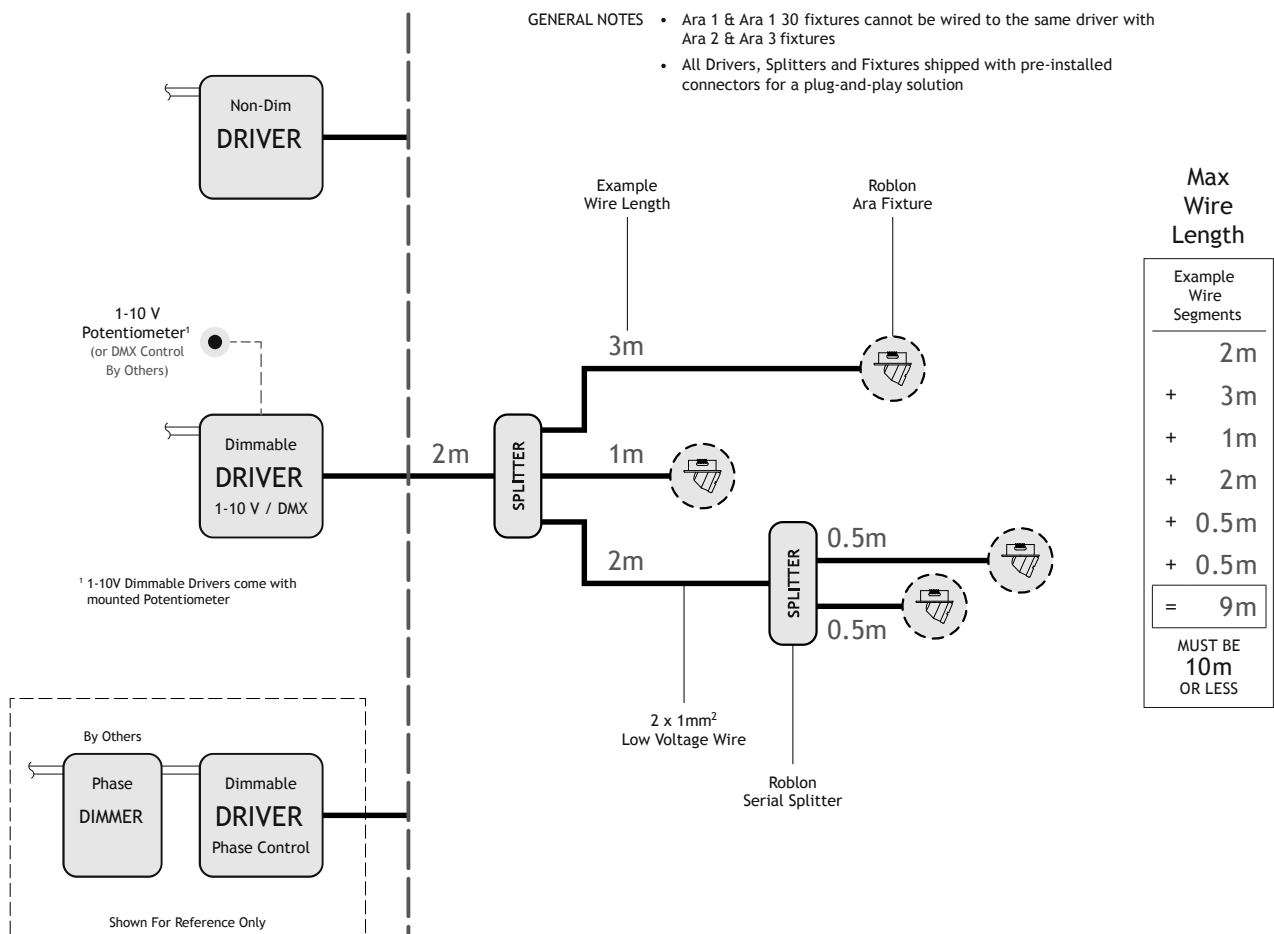 GENERAL NOTES • Ara 1 & Ara 1 30 fixtures cannot be wired to the same driver with
Ara 2 & Ara 3 fixtures
• All Drivers, Splitters and Fixtures shipped with pre-installed
connectors for a plug-and-play solution
Non-Dim
DRIVER
Example
Wire Length
Roblon
Ara Fixture
Max
Wire
Length
Example
Wire
Segments
2m
+ 3m
+ 1m
+ 2m
+ 0.5m
+ 0.5m
= 9m
MUST BE
10m
OR LESS
1-10 V
Potentiometer¹
(or DMX Control
By Others)
Dimmable
DRIVER
1-10 V / DMX
¹ 1-10V Dimmable Drivers come with
mounted Potentiometer
2m
SPLITTER
3m
1m
2m
SPLITTER
0.5m
0.5m
2 x 1mm²
Low Voltage Wire
Roblon
Serial Splitter
By Others
Phase
DIMMER
Dimmable
DRIVER
Phase Control
Shown For Reference Only